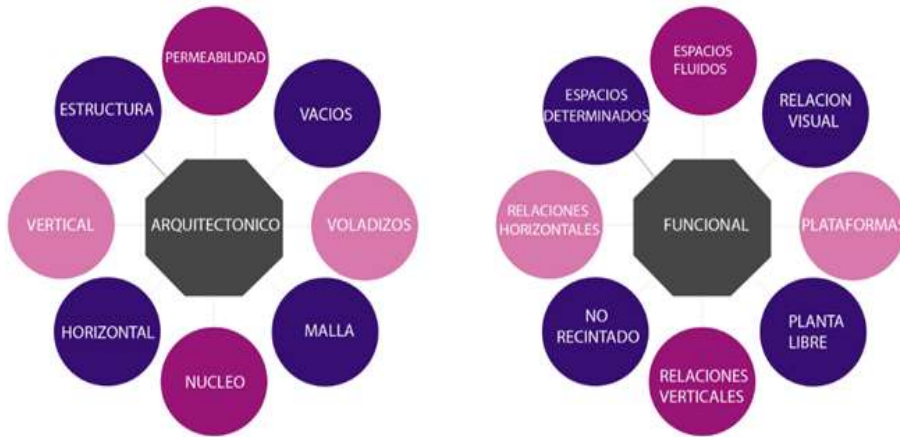 PERMEABILIDAD
ESTRUCTURA
VACIOS
VERTICAL
ARQUITECTONICO
VOLADIZOS
HORIZONTAL
MALLA
NUCLEO
ESPACIOS
FLUIDOS
ESPACIOS
DETERMINADOS
RELACION
VISUAL
RELACIONES
HORIZONTALES
FUNCIONAL
PLATAFORMAS
NO
RECINTADO
PLANTA
LIBRE
RELACIONES
VERTICALES